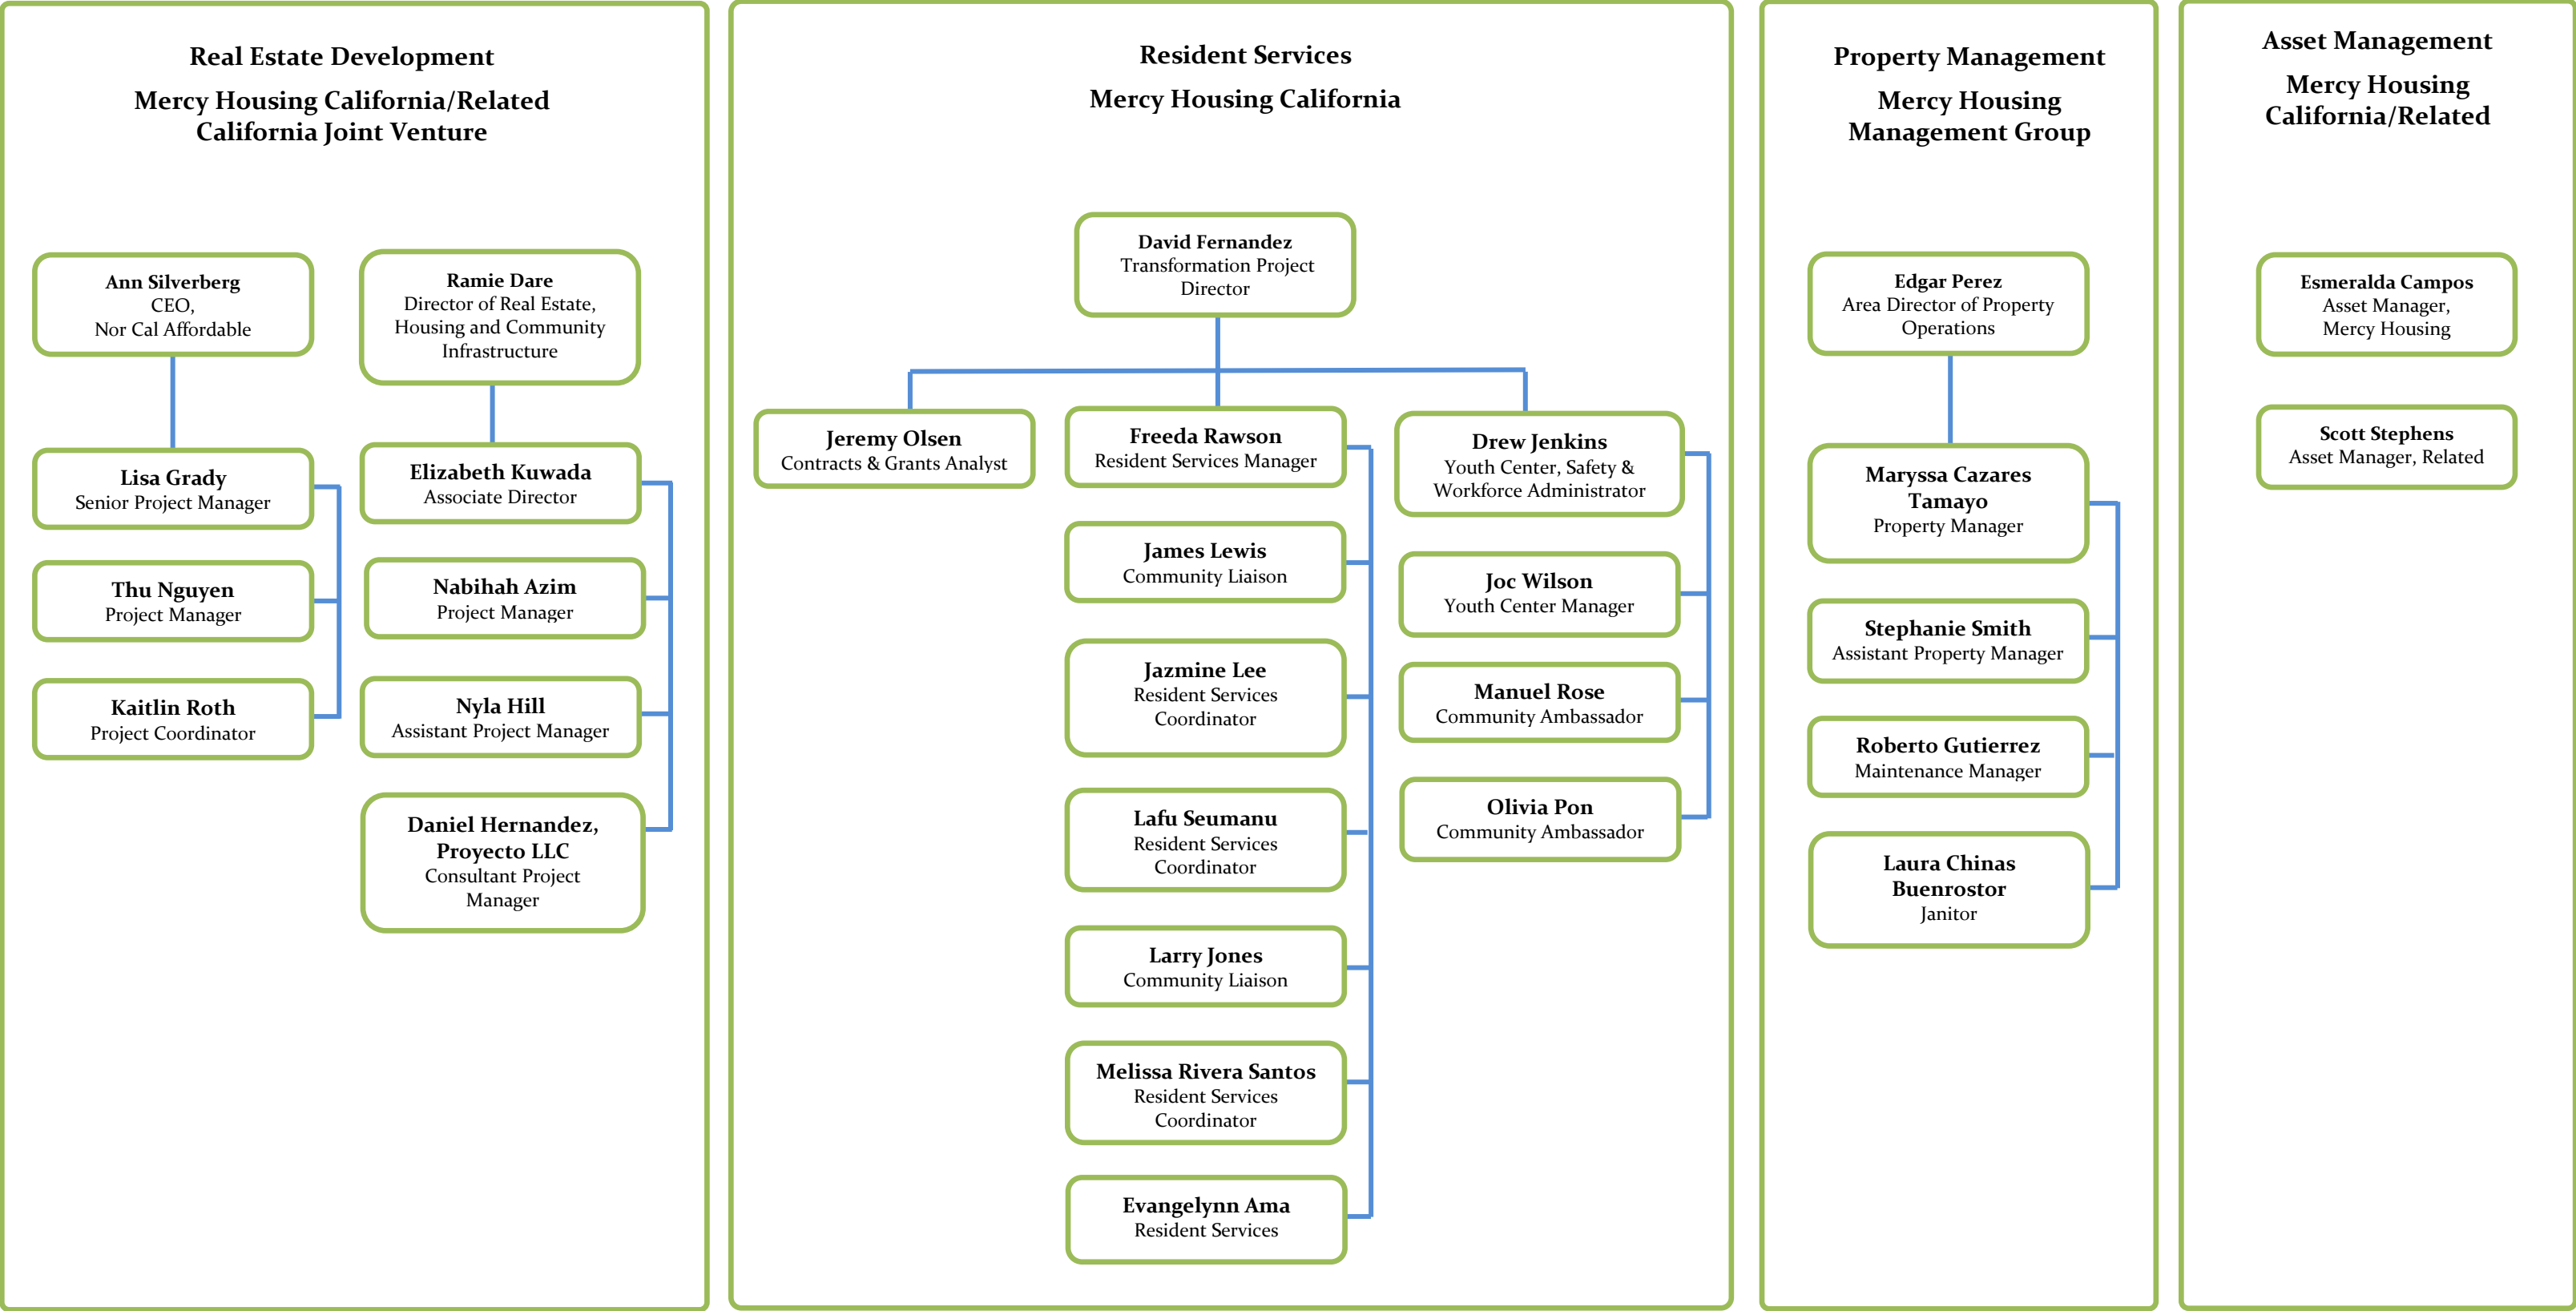 Real Estate Development
Mercy Housing California/Related
California Joint Venture
Ann Silverberg
CEO,
Nor Cal Affordable
Lisa Grady
Senior Project Manager
Thu Nguyen
Project Manager
Kaitlin Roth
Project Coordinator
Ramie Dare
Director of Real Estate,
Housing and Community
Infrastructure
Elizabeth Kuwada
Associate Director
Nabihah Azim
Project Manager
Nyla Hill
Assistant Project Manager
Daniel Hernandez,
Proyecto LLC
Consultant Project
Manager
Resident Services
Mercy Housing California
David Fernandez
Transformation Project
Director
Jeremy Olsen
Contracts & Grants Analyst
Freeda Rawson
Resident Services Manager
James Lewis
Community Liaison
Jazmine Lee
Resident Services
Coordinator
Lafu Seumanu
Resident Services
Coordinator
Larry Jones
Community Liaison
Melissa Rivera Santos
Resident Services
Coordinator
Evangelynn Ama
Resident Services
Drew Jenkins
Youth Center, Safety &
Workforce Administrator
Joc Wilson
Youth Center Manager
Manuel Rose
Community Ambassador
Olivia Pon
Community Ambassador
Property Management
Mercy Housing
Management Group
Edgar Perez
Area Director of Property
Operations
Maryssa Cazares
Tamayo
Property Manager
Stephanie Smith
Assistant Property Manager
Roberto Gutierrez
Maintenance Manager
Laura Chinas
Buenrostor
Janitor
Asset Management
Mercy Housing
California/Related
Esmeralda Campos
Asset Manager,
Mercy Housing
Scott Stephens
Asset Manager, Related